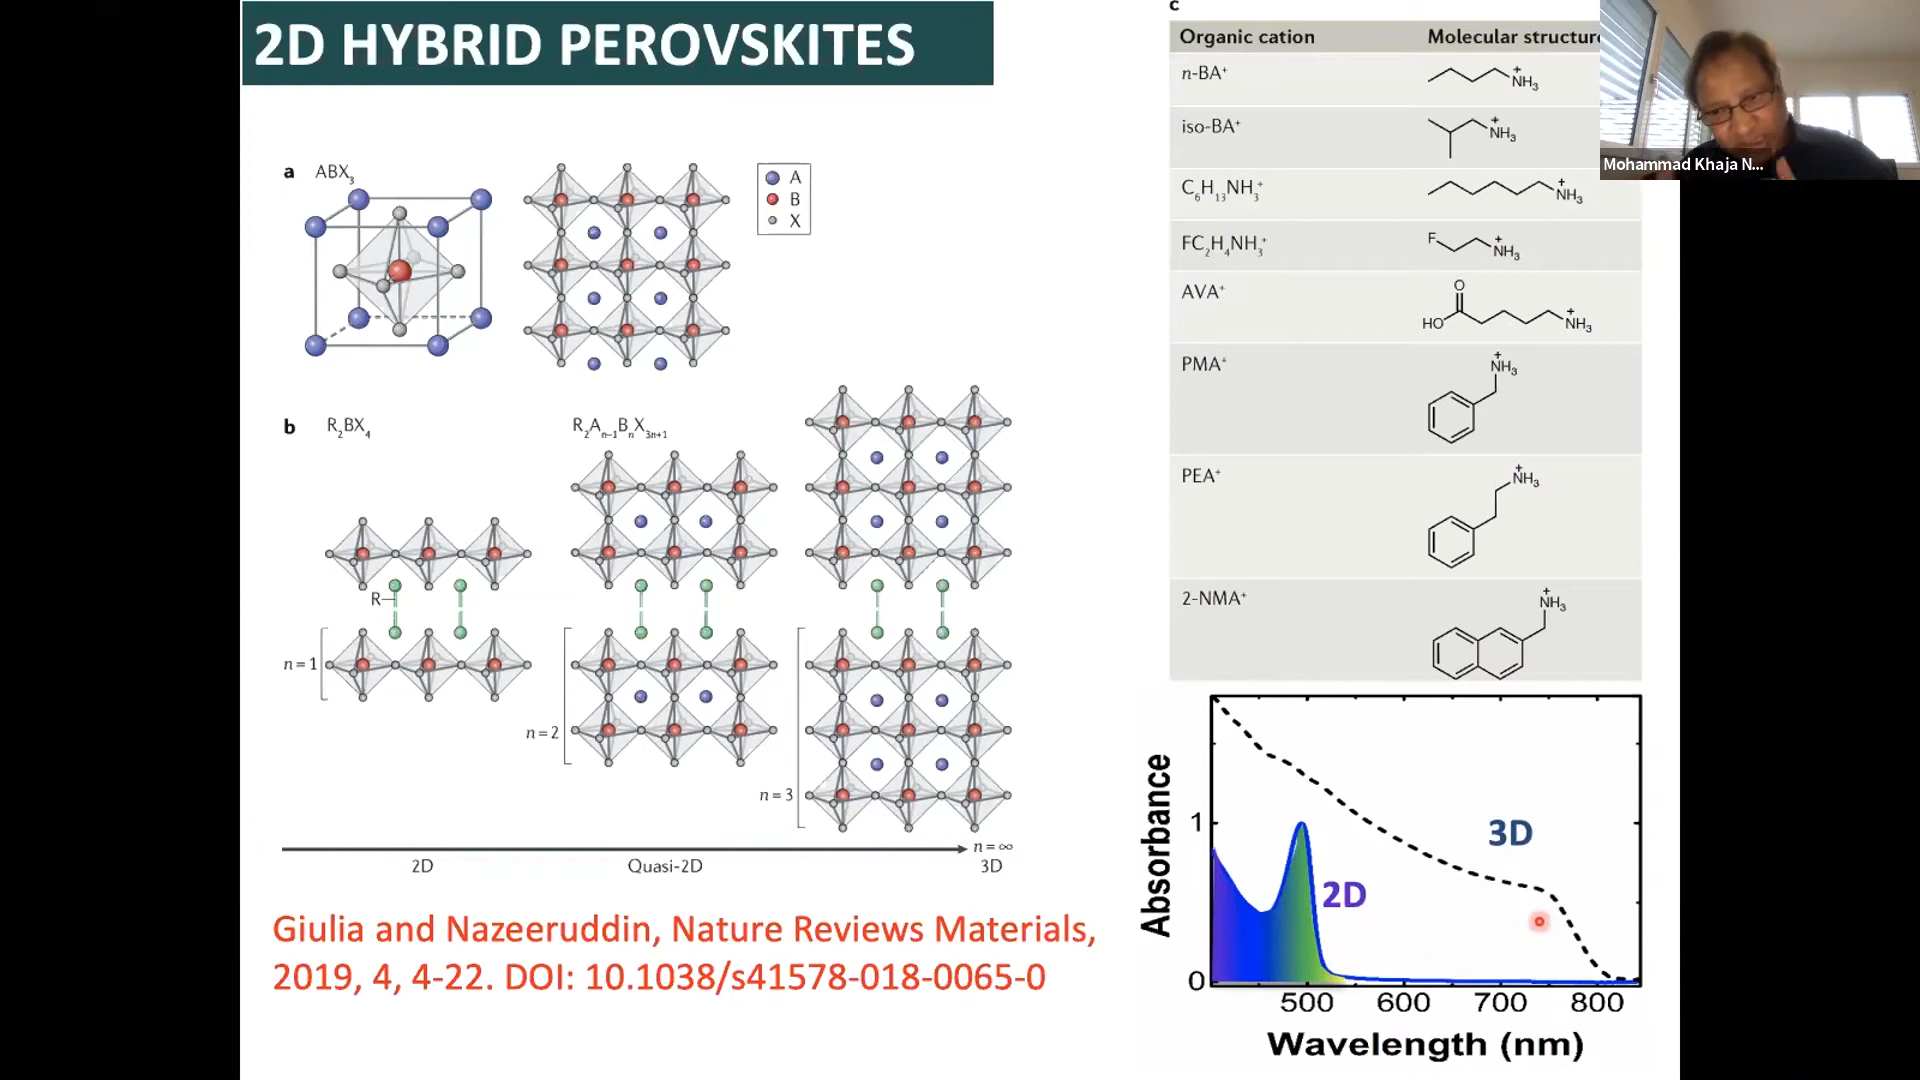 2D HYBRID PEROVSKITES
a ABX3
A
B
X
b R2BX4
R2An–1BnX3n+1
R
n = 1
n = 2
n = 3
n = ∞
2D
Quasi-2D
3D
Giulia and Nazeeruddin, Nature Reviews Materials,
2019, 4, 4-22. DOI: 10.1038/s41578-018-0065-0
c
Organic cation Molecular structure
n-BA+
+
NH3
iso-BA+
+
NH3
C6H13NH3+
+
NH3
FC2H4NH3+
F
+
NH3
AVA+
O
HO
+
NH3
PMA+
+
NH3
PEA+
+
NH3
2-NMA+
+
NH3
Absorbance
1
0
3D
2D
500 600 700 800
Wavelength (nm)
Mohammad Khaja N...